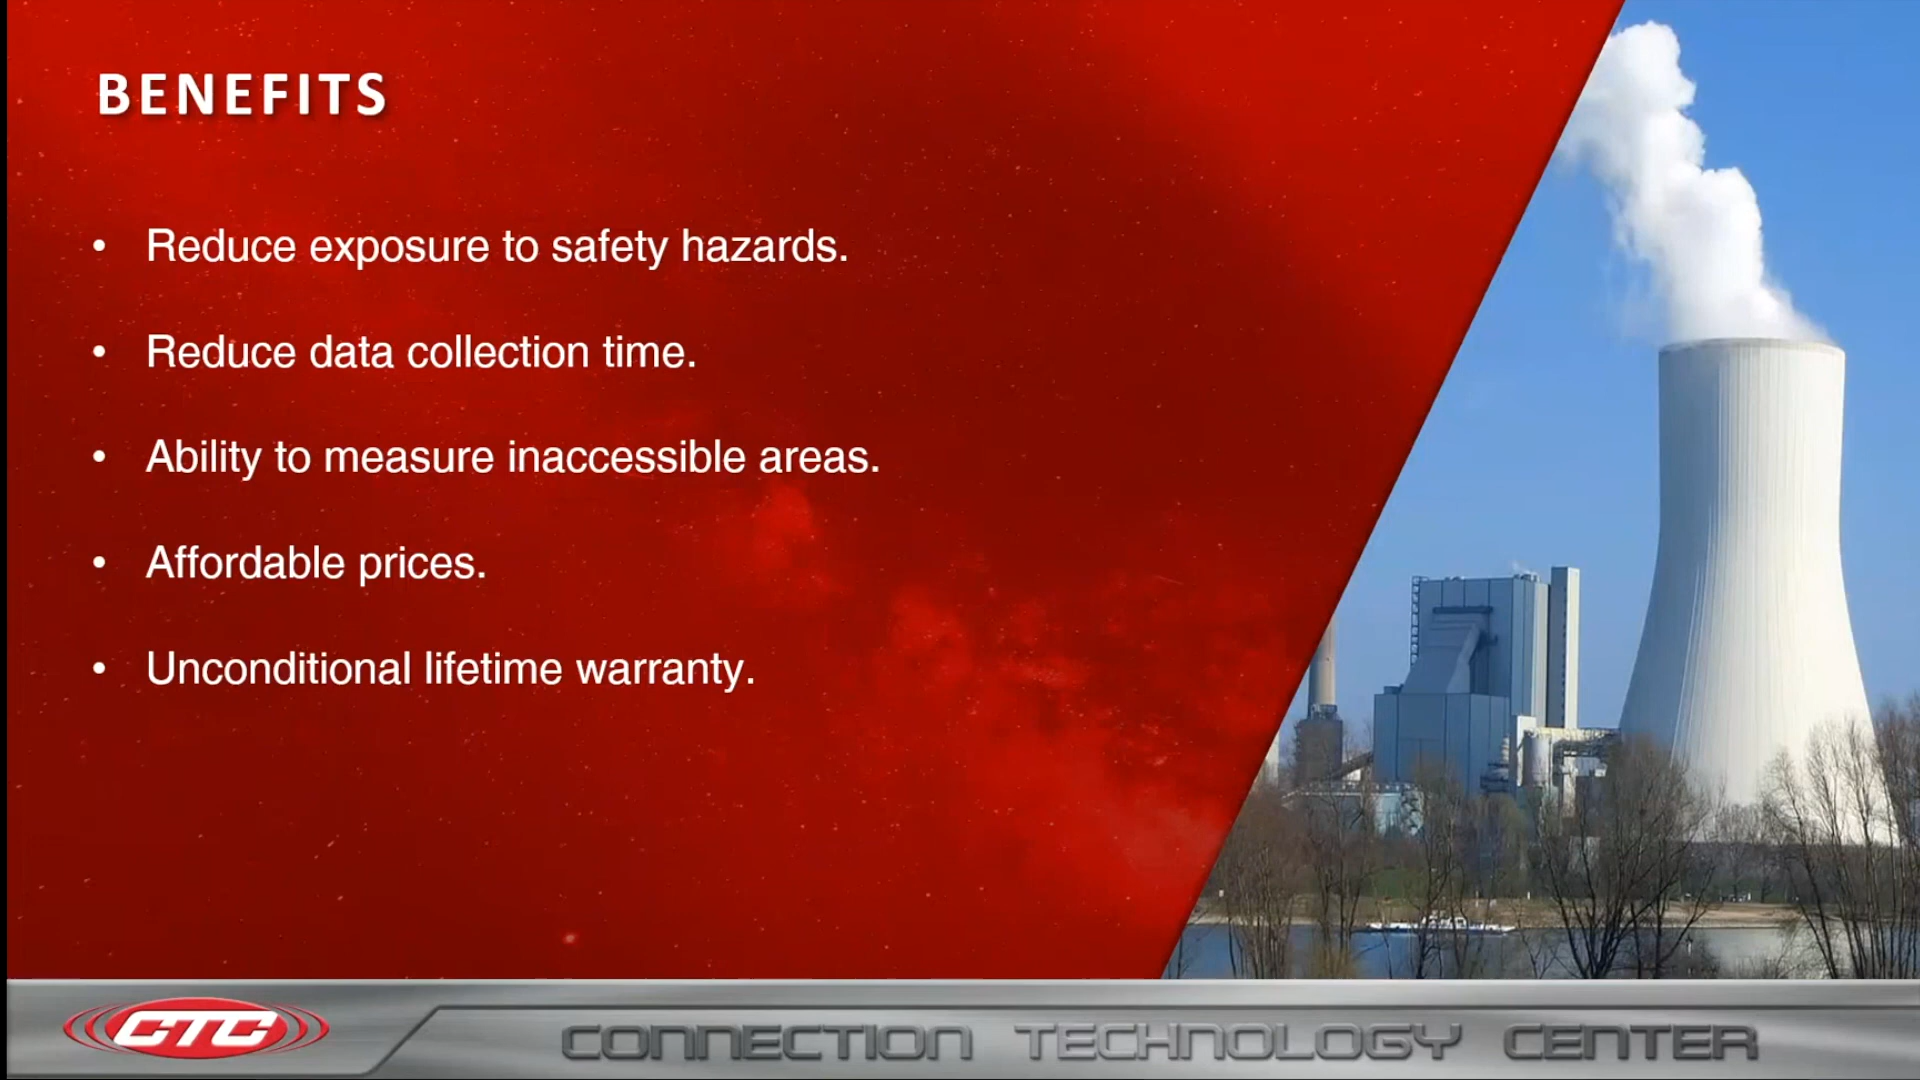 BENEFITS
• Reduce exposure to safety hazards.
• Reduce data collection time.
• Ability to measure inaccessible areas.
• Affordable prices.
• Unconditional lifetime warranty.
CTC CONNECTION TECHNOLOGY CENTER